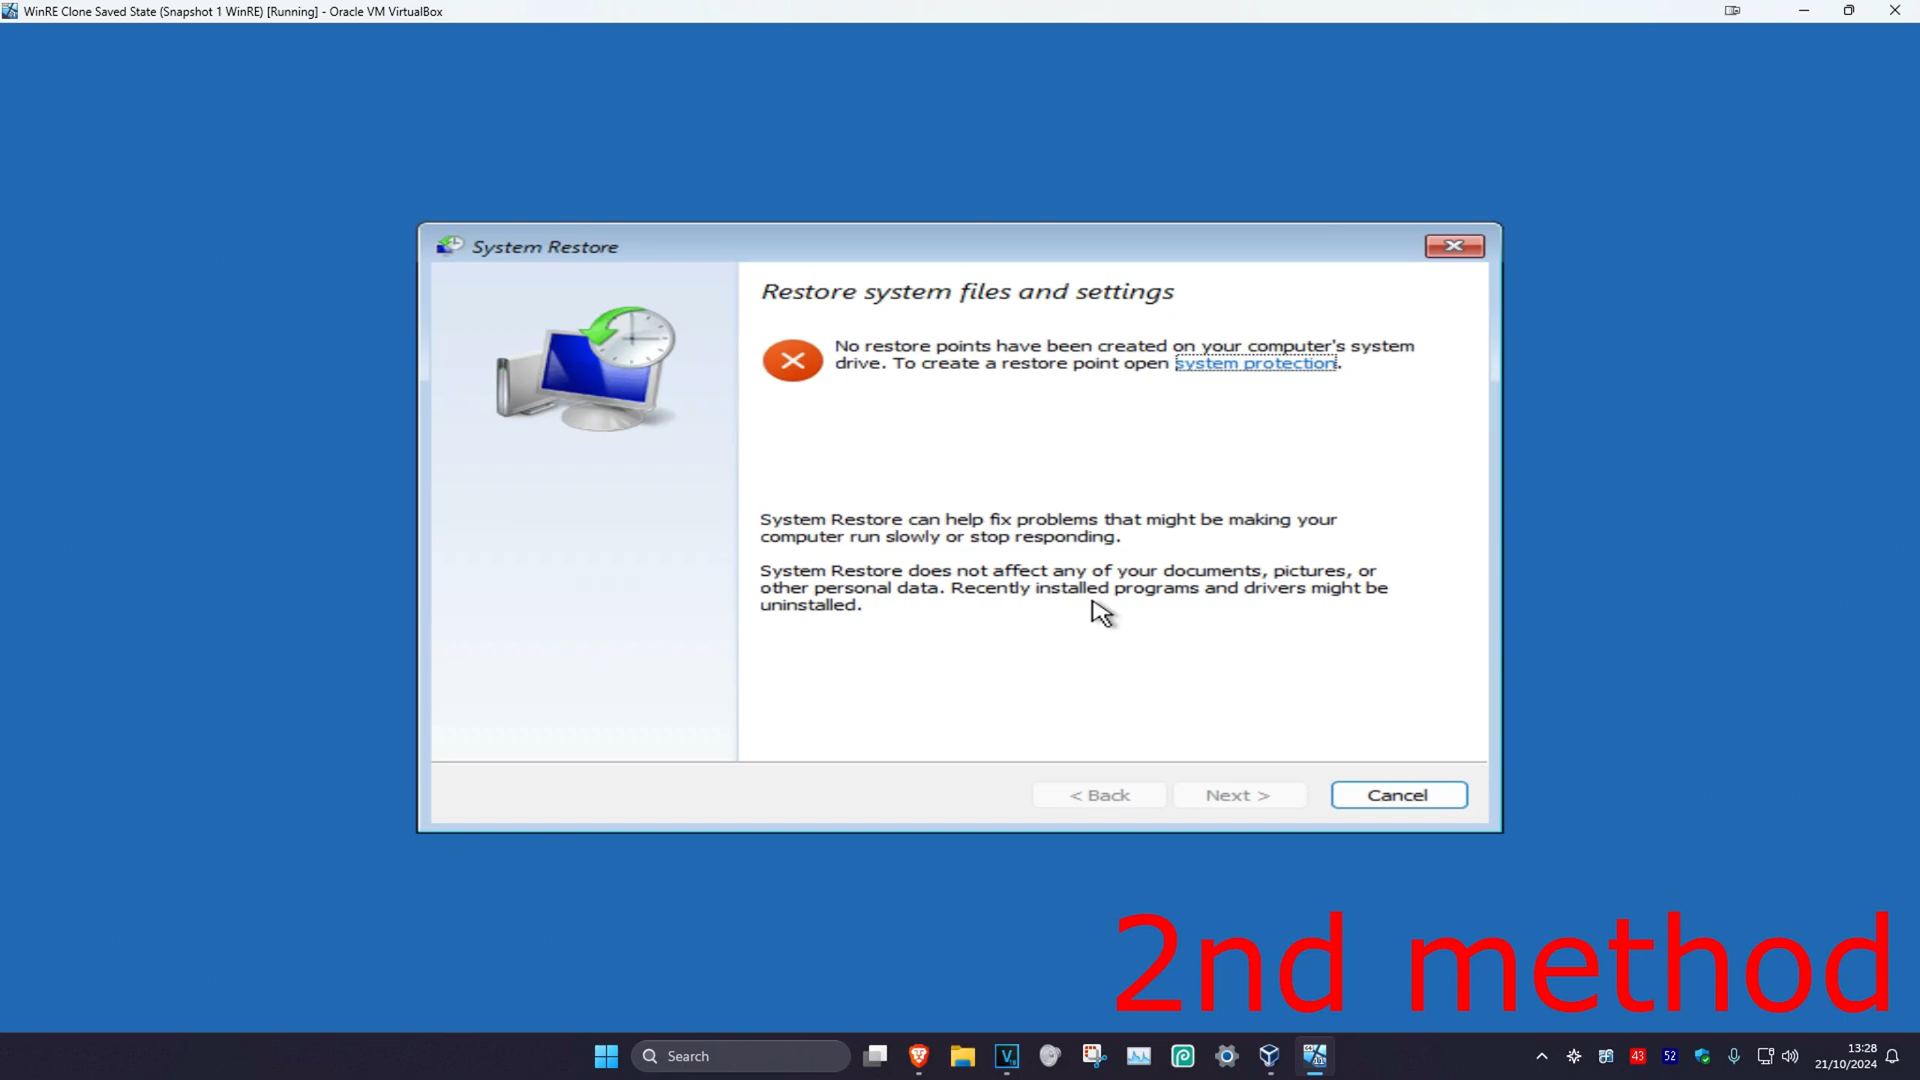 WinRE Clone Saved State (Snapshot 1 WinRE) [Running] - Oracle VM VirtualBox
System Restore
Restore system files and settings
No restore points have been created on your computer's system
drive. To create a restore point open system protection.
System Restore can help fix problems that might be making your
computer run slowly or stop responding.
System Restore does not affect any of your documents, pictures, or
other personal data. Recently installed programs and drivers might be
uninstalled.
< Back
Next >
Cancel
2nd method
Search
43
52
13:28
21/10/2024